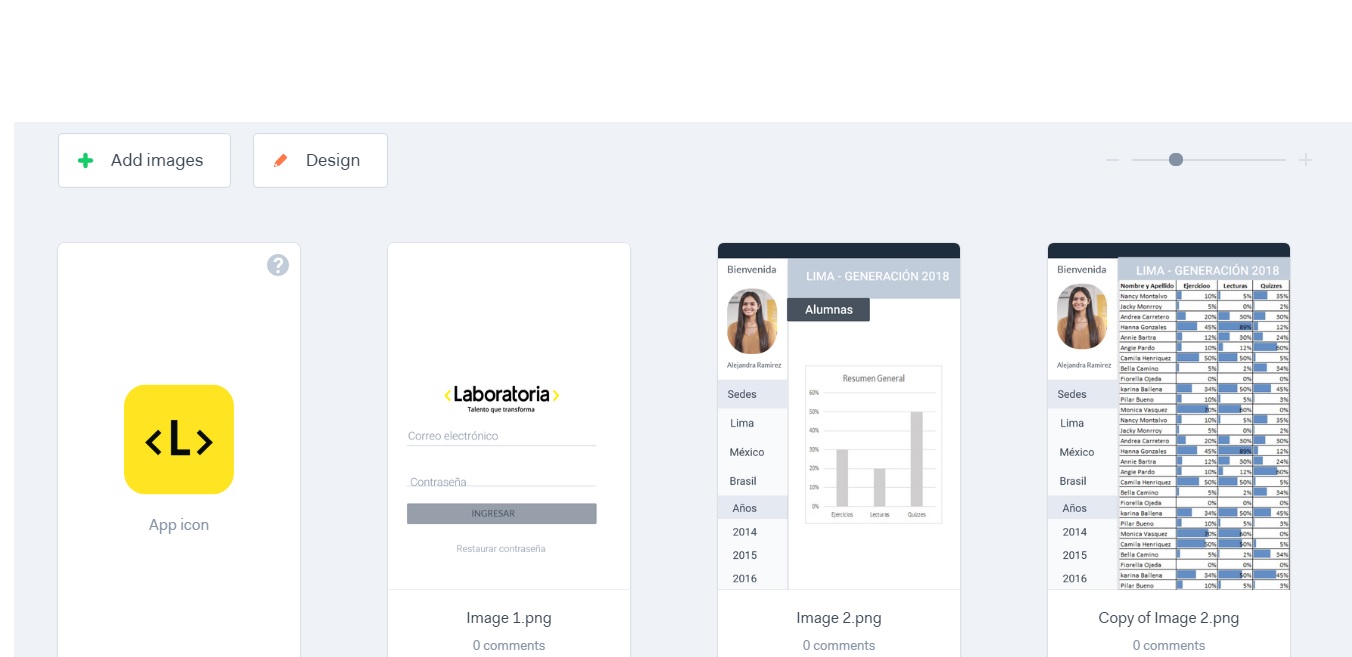 Add images
Design
?
<L>
App icon
<Laboratoria>
Talento que transforma
Correo electrónico
Contraseña
INGRESAR
Restaurar contraseña
Image 1.png
0 comments
Bienvenida
LIMA - GENERACIÓN 2018
Alumnas
Alejandra Ramirez
Sedes
Lima
México
Brasil
Años
2014
2015
2016
Resumen General
60%
50%
40%
30%
20%
10%
0%
Ejercicios Lecturas Quizzes
Image 2.png
0 comments
Bienvenida
LIMA - GENERACIÓN 2018
Alejandra Ramirez
Sedes
Lima
México
Brasil
Años
2014
2015
2016
Nombre y Apellido Ejercicioo Lecturas Quizzes
Nancy Montalvo 10% 5% 35%
Jacky Monrroy 5% 0% 2%
Andrea Carretero 20% 30% 30%
Hanna Gonzales 45% 89% 12%
Annie Bartra 12% 30% 24%
Angie Pardo 10% 12% 60%
Camila Henriquez 50% 50% 5%
Bella Camino 5% 2% 34%
Fiorella Ojeda 0% 0% 0%
karina Ballena 34% 50% 45%
Pilar Bueno 10% 5% 3%
Monica Vasquez 70% 60% 0%
Nancy Montalvo 10% 5% 35%
Jacky Monrroy 5% 0% 2%
Andrea Carretero 20% 30% 30%
Hanna Gonzales 45% 89% 12%
Annie Bartra 12% 30% 24%
Angie Pardo 10% 12% 60%
Camila Henriquez 50% 50% 5%
Bella Camino 5% 2% 34%
Fiorella Ojeda 0% 0% 0%
karina Ballena 34% 50% 45%
Pilar Bueno 10% 5% 3%
Monica Vasquez 70% 60% 0%
Camila Henriquez 50% 50% 5%
Bella Camino 5% 2% 34%
Fiorella Ojeda 0% 0% 0%
karina Ballena 34% 50% 45%
Pilar Bueno 10% 5% 3%
Copy of Image 2.png
0 comments